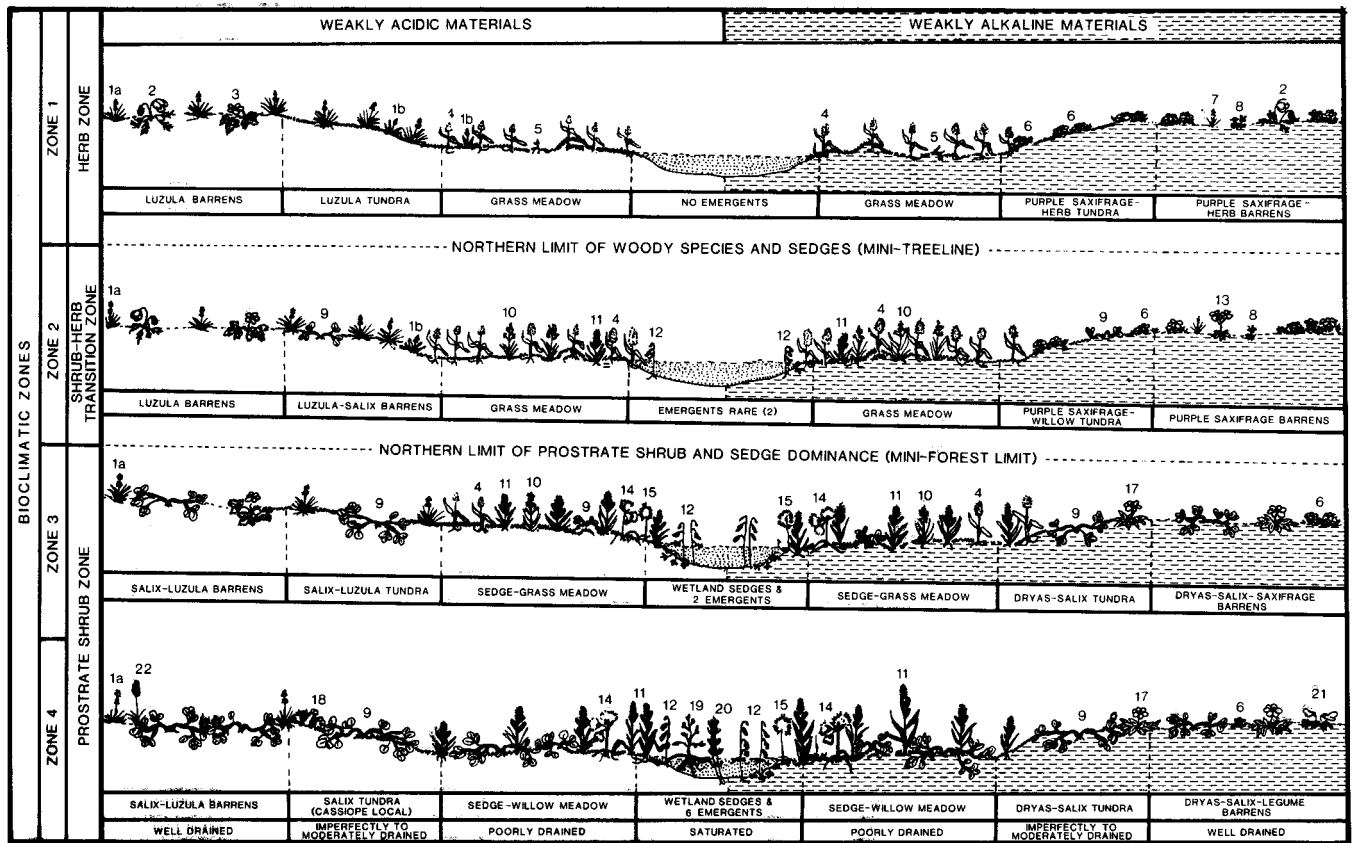 WEAKLY ACIDIC MATERIALS
WEAKLY ALKALINE MATERIALS
BIOCLIMATIC ZONES
ZONE 1
HERB ZONE
1a 2 3 1b 4 1b 5 4 5 6 6 7 8 2
LUZULA BARRENS
LUZULA TUNDRA
GRASS MEADOW
NO EMERGENTS
GRASS MEADOW
PURPLE SAXIFRAGE-
HERB TUNDRA
PURPLE SAXIFRAGE-
HERB BARRENS
NORTHERN LIMIT OF WOODY SPECIES AND SEDGES (MINI-TREELINE)
ZONE 2
SHRUB-HERB
TRANSITION ZONE
1a 9 1b 10 11 4 12 12 11 4 10 9 6 13 8
LUZULA BARRENS
LUZULA-SALIX BARRENS
GRASS MEADOW
EMERGENTS RARE (2)
GRASS MEADOW
PURPLE SAXIFRAGE-
WILLOW TUNDRA
PURPLE SAXIFRAGE BARRENS
NORTHERN LIMIT OF PROSTRATE SHRUB AND SEDGE DOMINANCE (MINI-FOREST LIMIT)
ZONE 3
PROSTRATE SHRUB ZONE
1a 9 4 4 11 10 9 14 15 12 15 14 11 10 4 9 17 6
SALIX-LUZULA BARRENS
SALIX-LUZULA TUNDRA
SEDGE-GRASS MEADOW
WETLAND SEDGES &
2 EMERGENTS
SEDGE-GRASS MEADOW
DRYAS-SALIX TUNDRA
DRYAS-SALIX-SAXIFRAGE
BARRENS
ZONE 4
1a 22 18 9 14 11 12 19 20 12 15 14 11 9 17 6 21
SALIX-LUZULA BARRENS
SALIX TUNDRA
(CASSIOPE LOCAL)
SEDGE-WILLOW MEADOW
WETLAND SEDGES &
6 EMERGENTS
SEDGE-WILLOW MEADOW
DRYAS-SALIX TUNDRA
DRYAS-SALIX-LEGUME
BARRENS
WELL DRAINED
IMPERFECTLY TO
MODERATELY DRAINED
POORLY DRAINED
SATURATED
POORLY DRAINED
IMPERFECTLY TO
MODERATELY DRAINED
WELL DRAINED